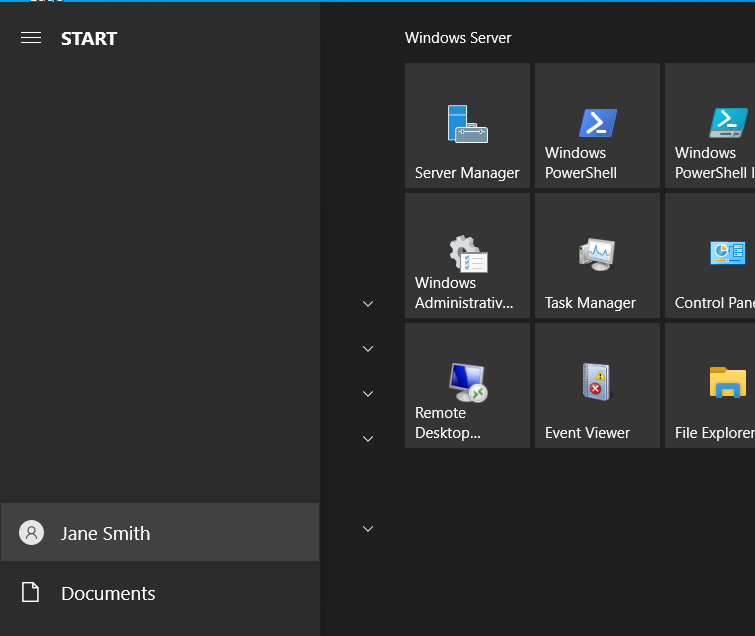 START
Jane Smith
Documents
Windows Server
Server Manager
Windows
PowerShell
Windows
PowerShell I
Windows
Administrativ...
Task Manager
Control Pane
Remote
Desktop...
Event Viewer
File Explorer